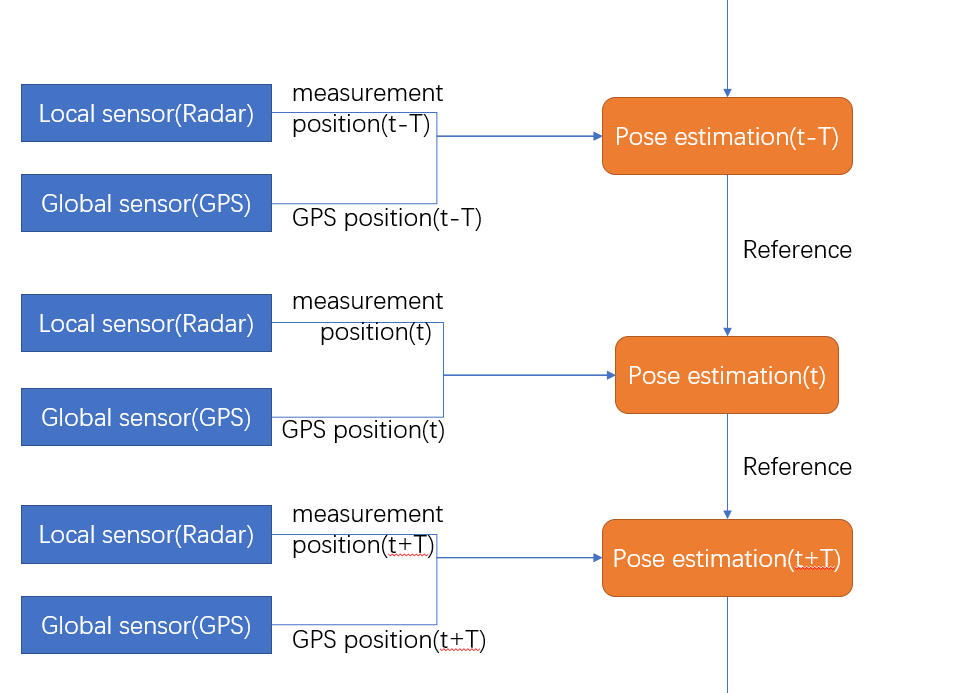 Local sensor(Radar)
measurement
position(t-T)
Global sensor(GPS)
GPS position(t-T)
Pose estimation(t-T)
Reference
Local sensor(Radar)
measurement
position(t)
Global sensor(GPS)
GPS position(t)
Pose estimation(t)
Reference
Local sensor(Radar)
measurement
position(t+T)
Global sensor(GPS)
GPS position(t+T)
Pose estimation(t+T)